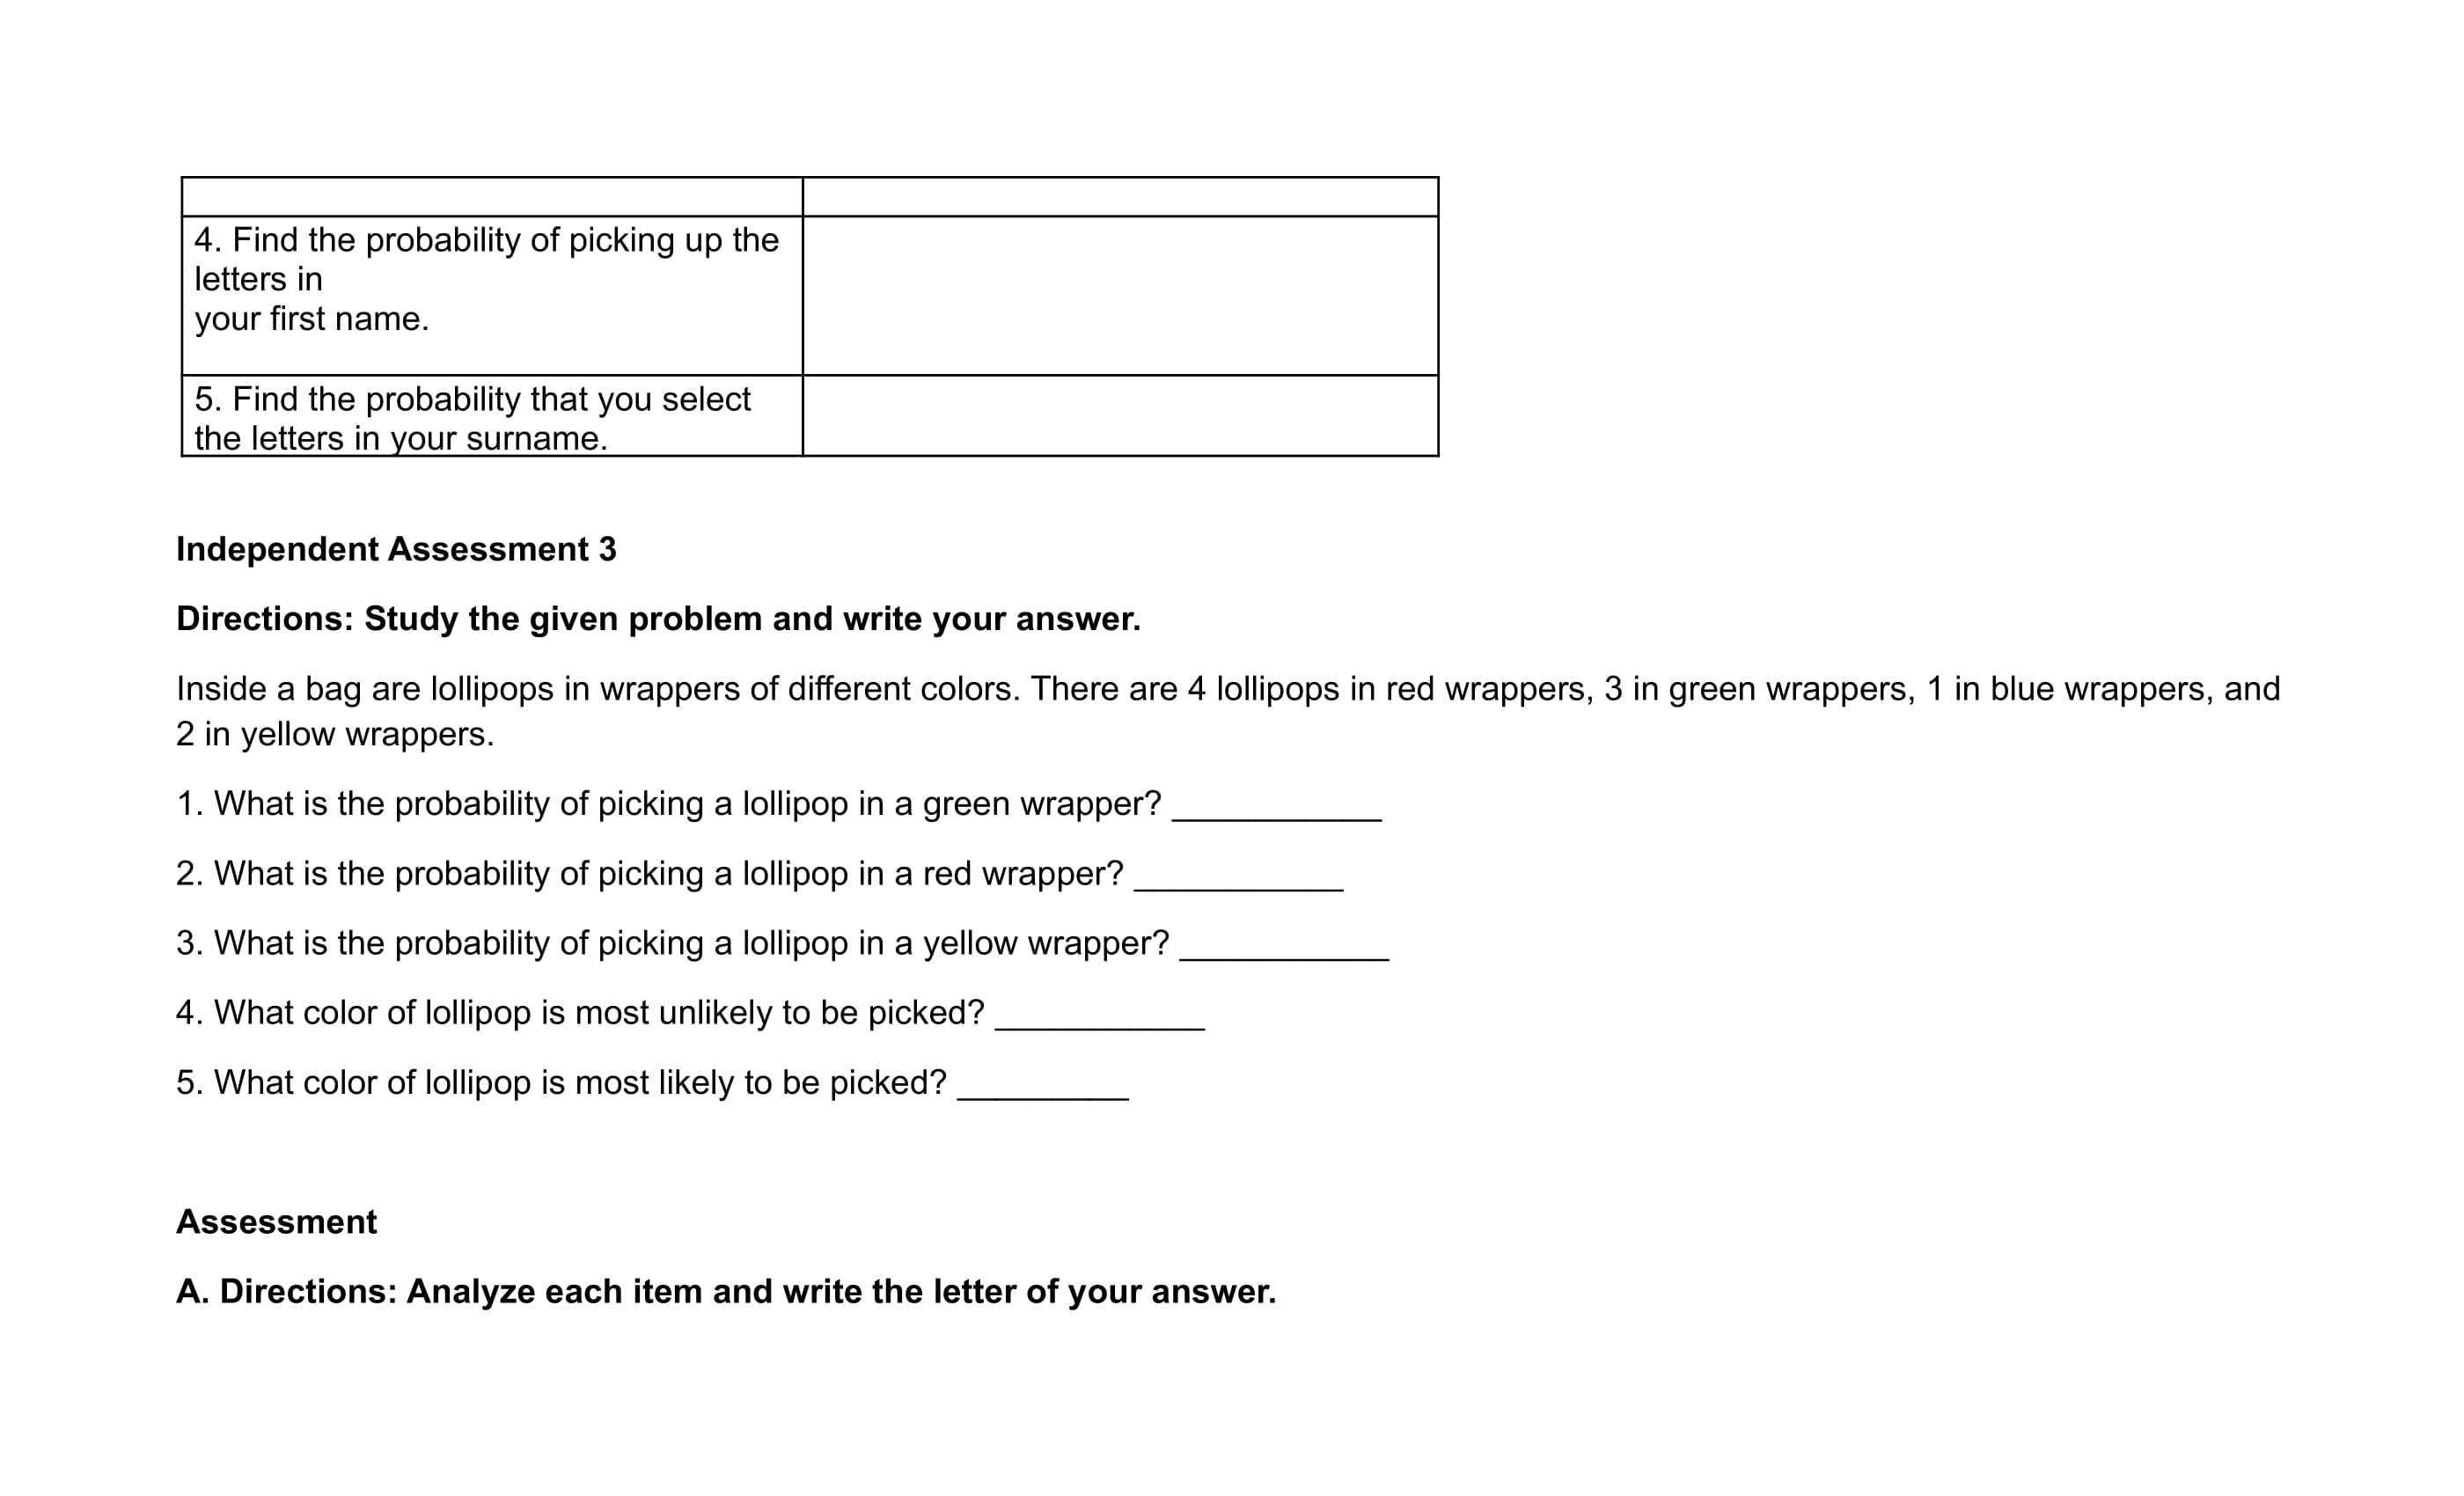 4. Find the probability of picking up the
letters in
your first name.
5. Find the probability that you select
the letters in your surname.
Independent Assessment 3
Directions: Study the given problem and write your answer.
Inside a bag are lollipops in wrappers of different colors. There are 4 lollipops in red wrappers, 3 in green wrappers, 1 in blue wrappers, and
2 in yellow wrappers.
1. What is the probability of picking a lollipop in a green wrapper? ___________
2. What is the probability of picking a lollipop in a red wrapper? ___________
3. What is the probability of picking a lollipop in a yellow wrapper? ___________
4. What color of lollipop is most unlikely to be picked? ___________
5. What color of lollipop is most likely to be picked? _________
Assessment
A. Directions: Analyze each item and write the letter of your answer.